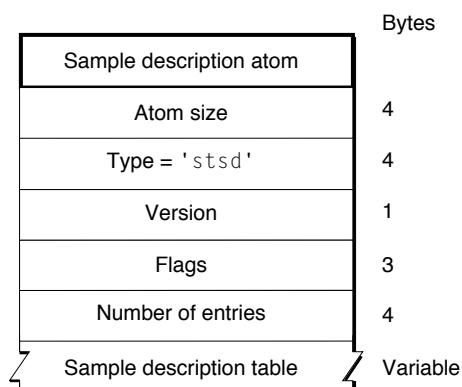 Bytes
Sample description atom
Atom size 4
Type = 'stsd' 4
Version 1
Flags 3
Number of entries 4
Sample description table Variable